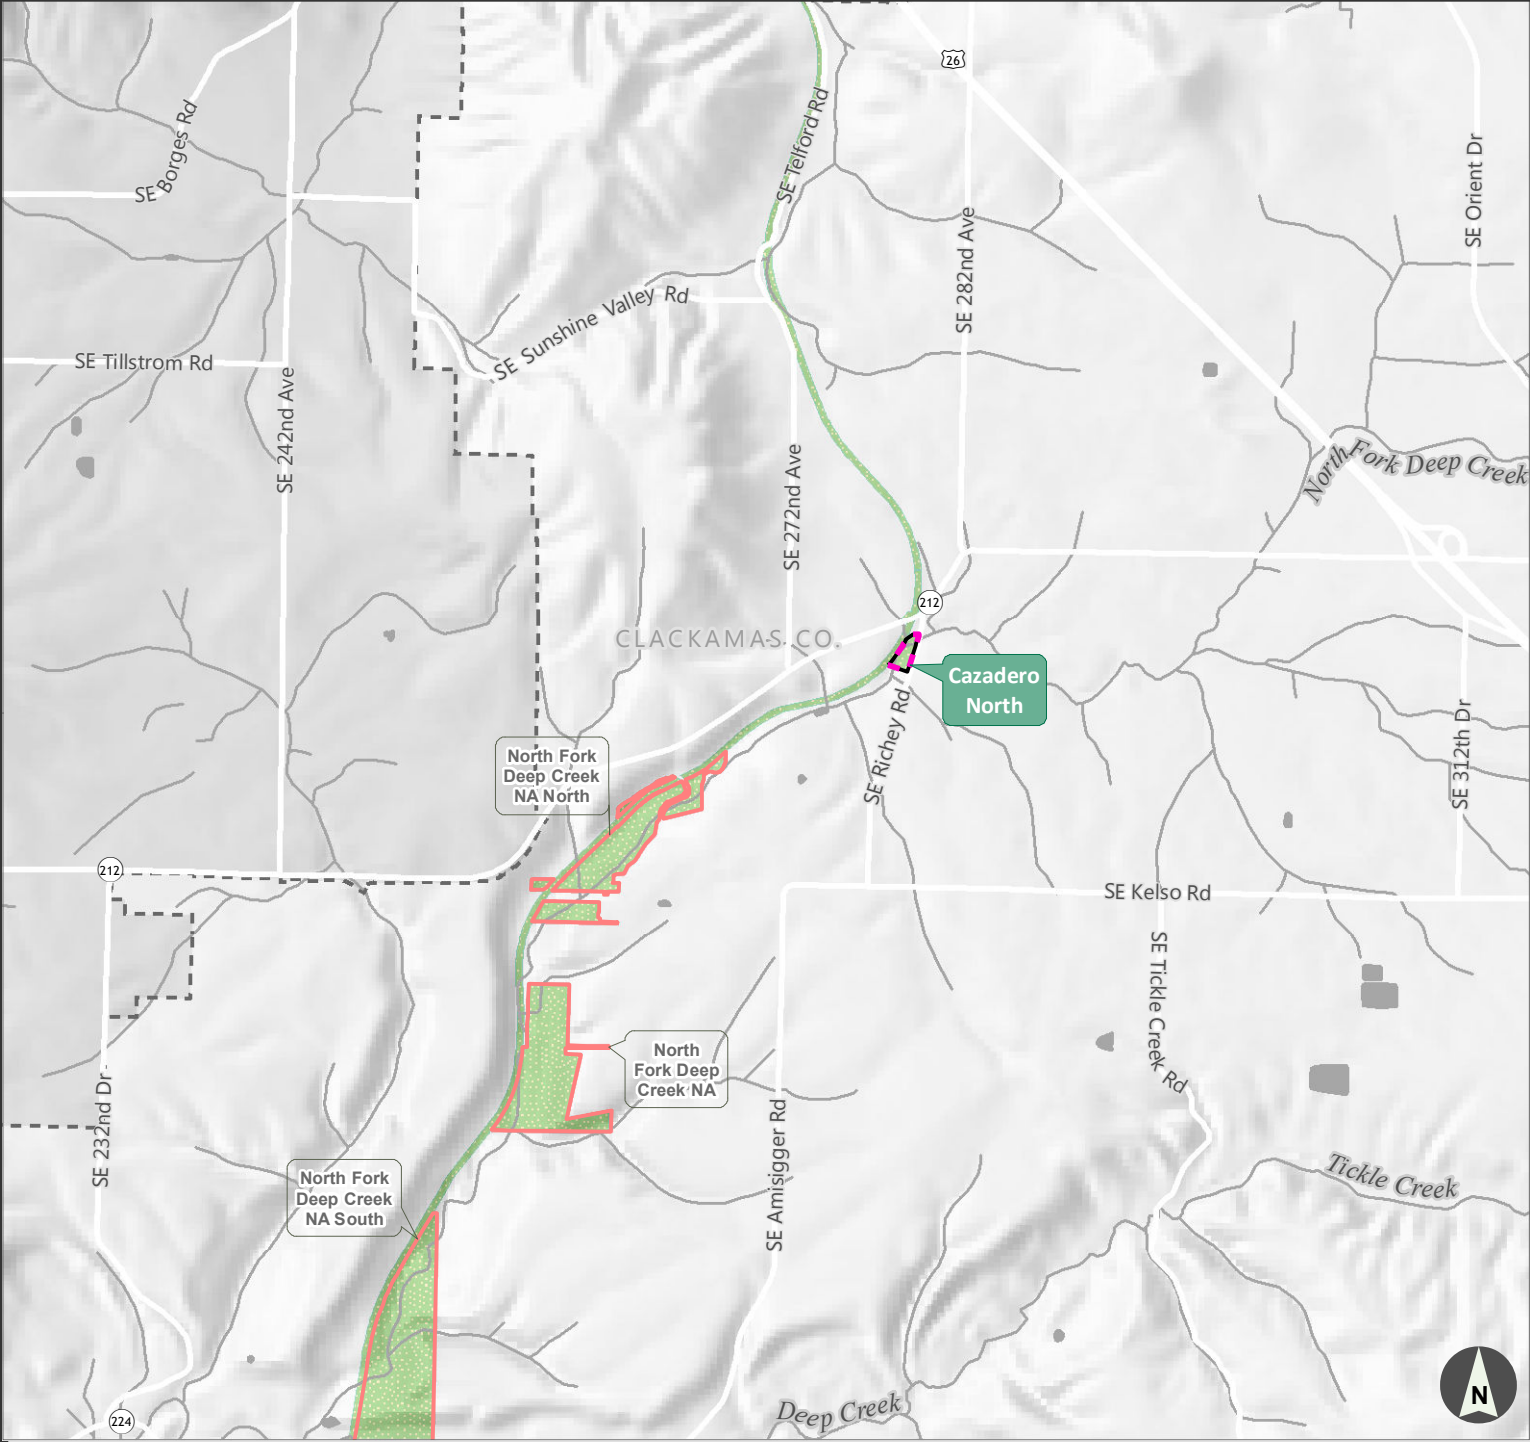 26
SE Borges Rd
SE Telford Rd
SE Orient Dr
SE 282nd Ave
SE Sunshine Valley Rd
SE Tillstrom Rd
SE 242nd Ave
SE 272nd Ave
North Fork Deep Creek
212
CLACKAMAS CO.
Cazadero
North
SE Richey Rd
SE 312th Dr
North Fork
Deep Creek
NA North
212
SE Kelso Rd
SE Tickle Creek Rd
North
Fork Deep
Creek NA
SE 232nd Dr
SE Amisigger Rd
North Fork
Deep Creek
NA South
Tickle Creek
Deep Creek
224
N